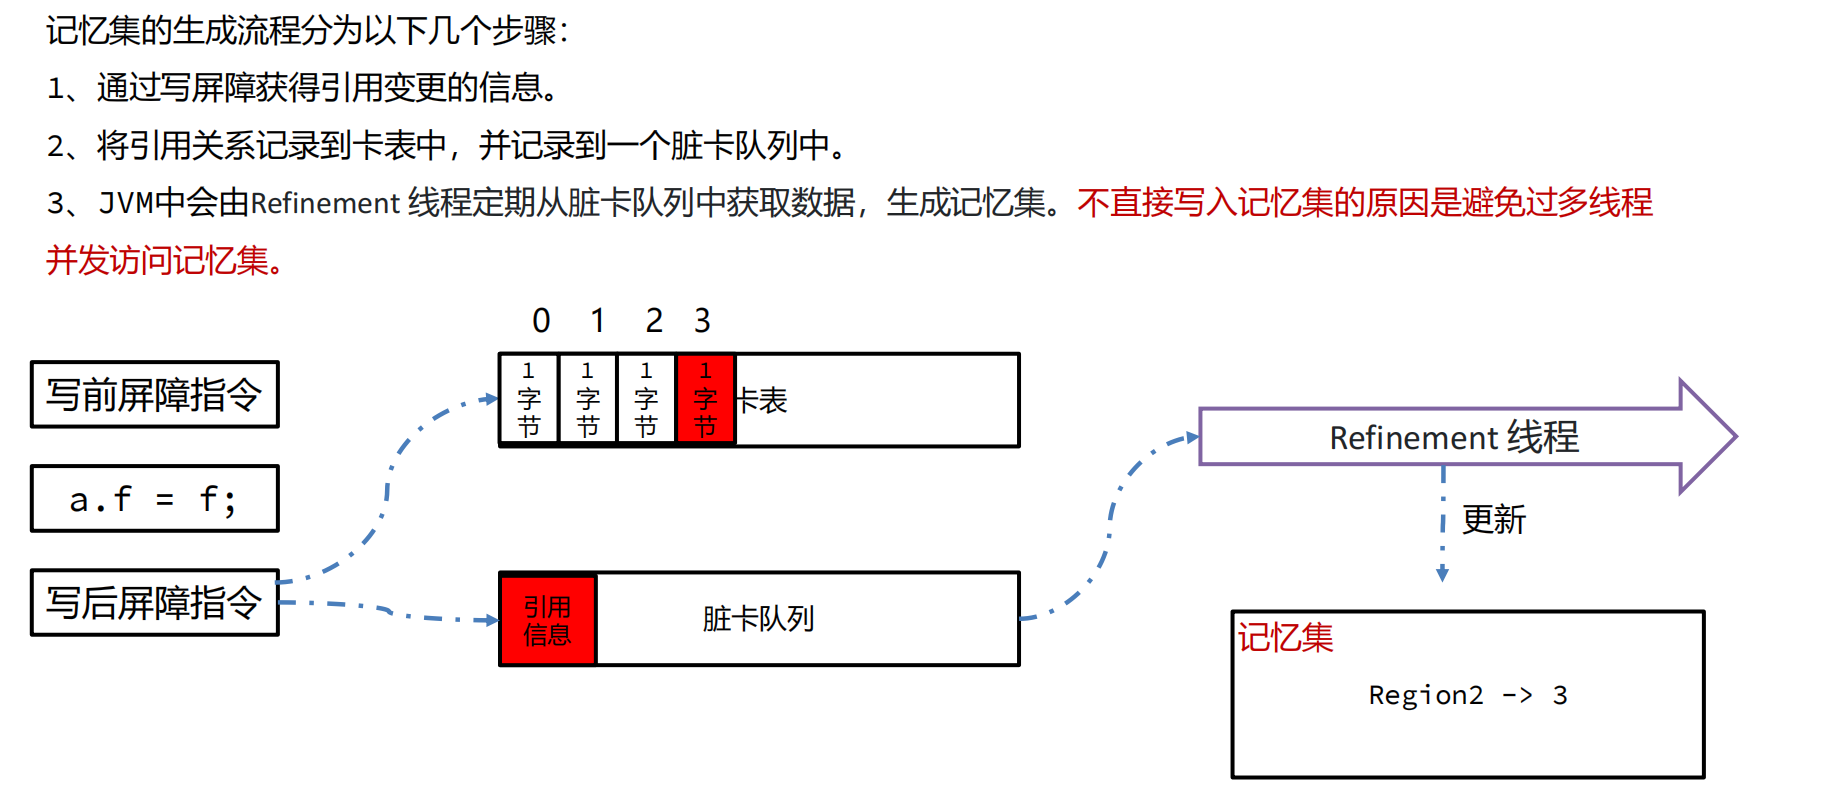 记忆集的生成流程分为以下几个步骤：
1、通过写屏障获得引用变更的信息。
2、将引用关系记录到卡表中，并记录到一个脏卡队列中。
3、JVM中会由Refinement 线程定期从脏卡队列中获取数据，生成记忆集。不直接写入记忆集的原因是避免过多线程
并发访问记忆集。
0 1 2 3
写前屏障指令
1字节 1字节 1字节 1字节 卡表
a.f = f;
写后屏障指令
引用信息 脏卡队列
Refinement 线程
更新
记忆集
Region2 -> 3